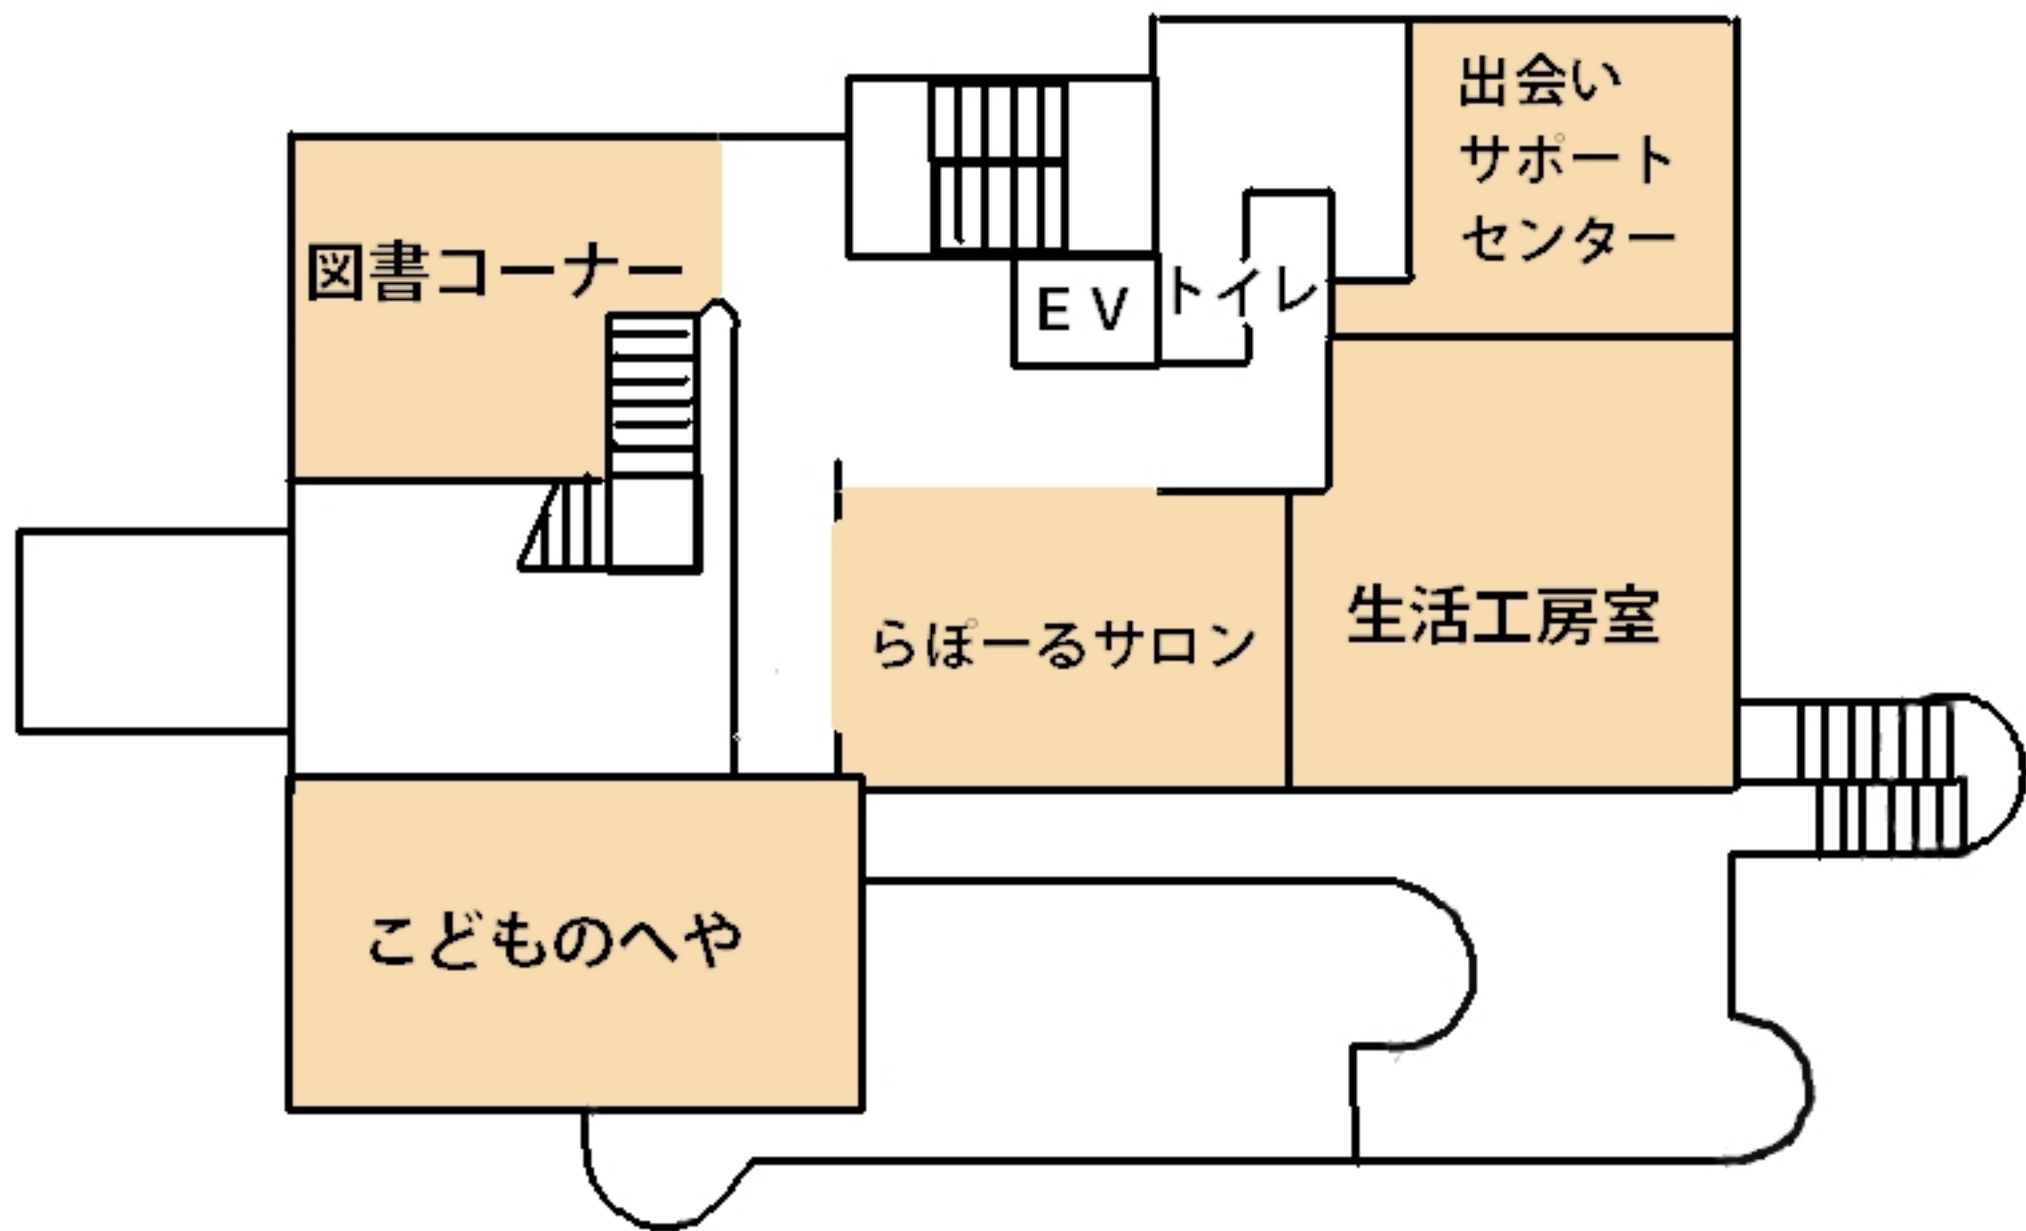 出会い
サポート
センター
図書コーナー
EV
トイレ
らぽーるサロン
生活工房室
こどものへや